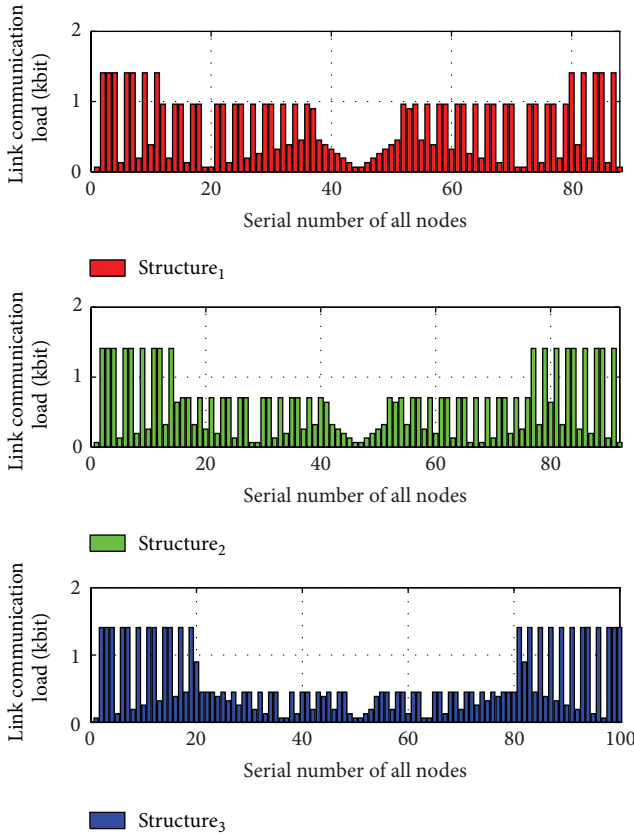 2
Link communication
load (kbit)
1
0
0 20 40 60 80
Serial number of all nodes
Structure₁
2
Link communication
load (kbit)
1
0
0 20 40 60 80
Serial number of all nodes
Structure₂
2
Link communication
load (kbit)
1
0
0 20 40 60 80 100
Serial number of all nodes
Structure₃